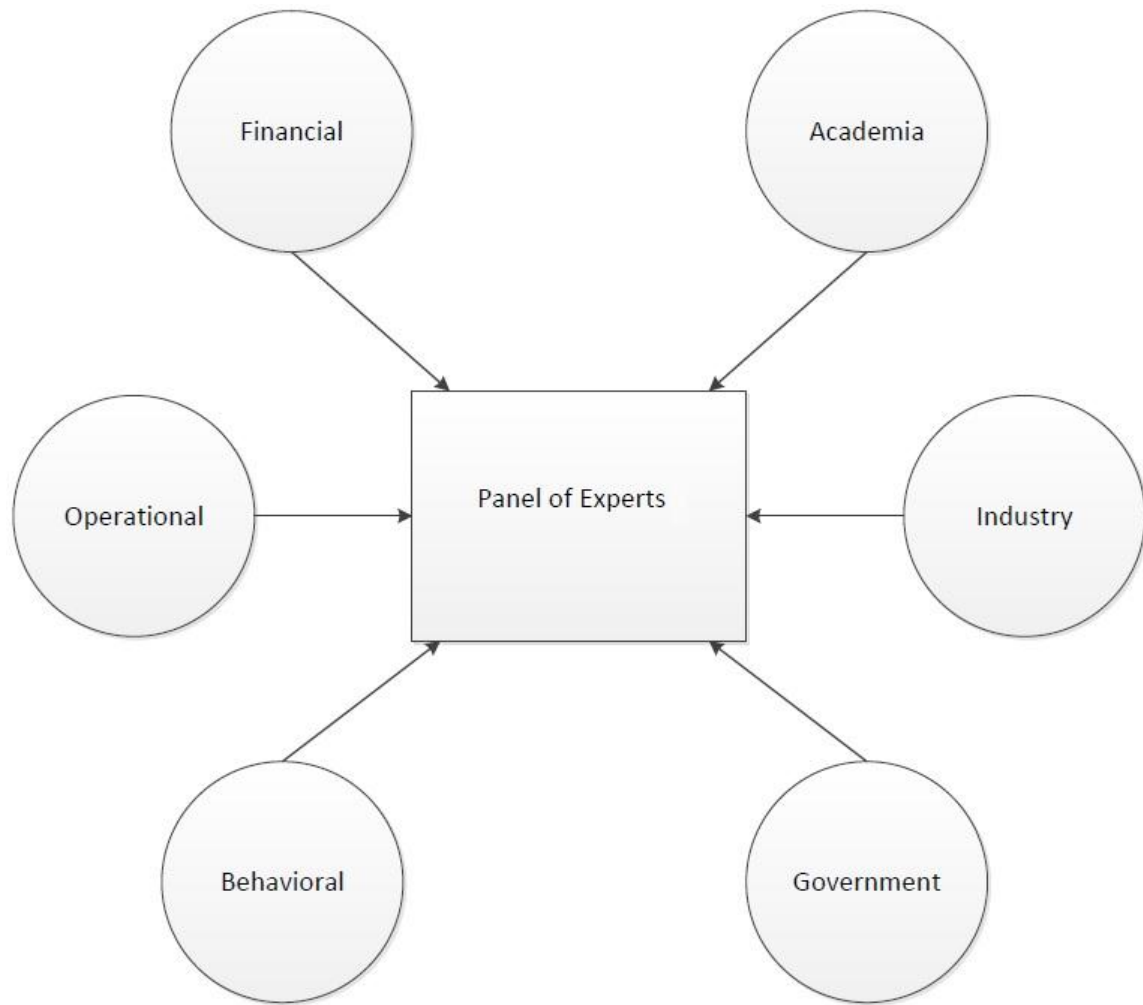 Financial
Academia
Operational
Panel of Experts
Industry
Behavioral
Government